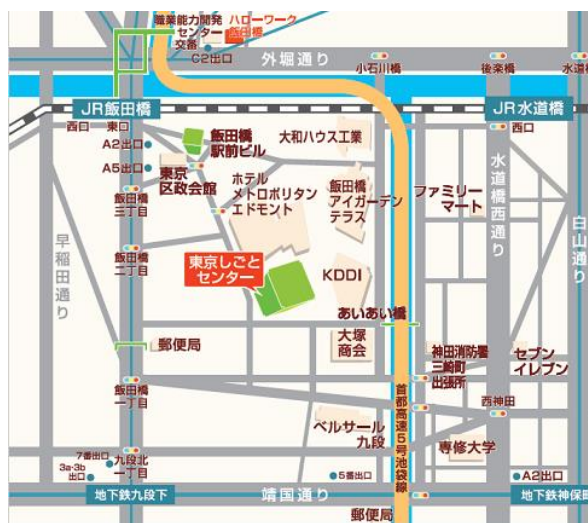 職業能力開発
センター
ハローワーク
飯田橋
交番
C2出口
外堀通り
小石川橋
後楽橋
水道橋
JR飯田橋
JR水道橋
西口
東口
西口
A2出口
飯田橋
駅前ビル
大和ハウス工業
A5出口
東京
区政会館
ホテル
メトロポリタン
エドモント
飯田橋
アイガーデン
テラス
ファミリー
マート
水道橋西通り
白山通り
飯田橋
三丁目
早稲田通り
飯田橋
二丁目
東京しごと
センター
KDDI
あいあい橋
郵便局
大塚
商会
神田消防署
三崎町
出張所
セブン
イレブン
飯田橋
一丁目
首都高速5号池袋線
西神田
ベルサール
九段
専修大学
7番出口
3a·3b
出口
九段北
一丁目
5番出口
A2出口
地下鉄九段下
靖国通り
地下鉄神保町
郵便局